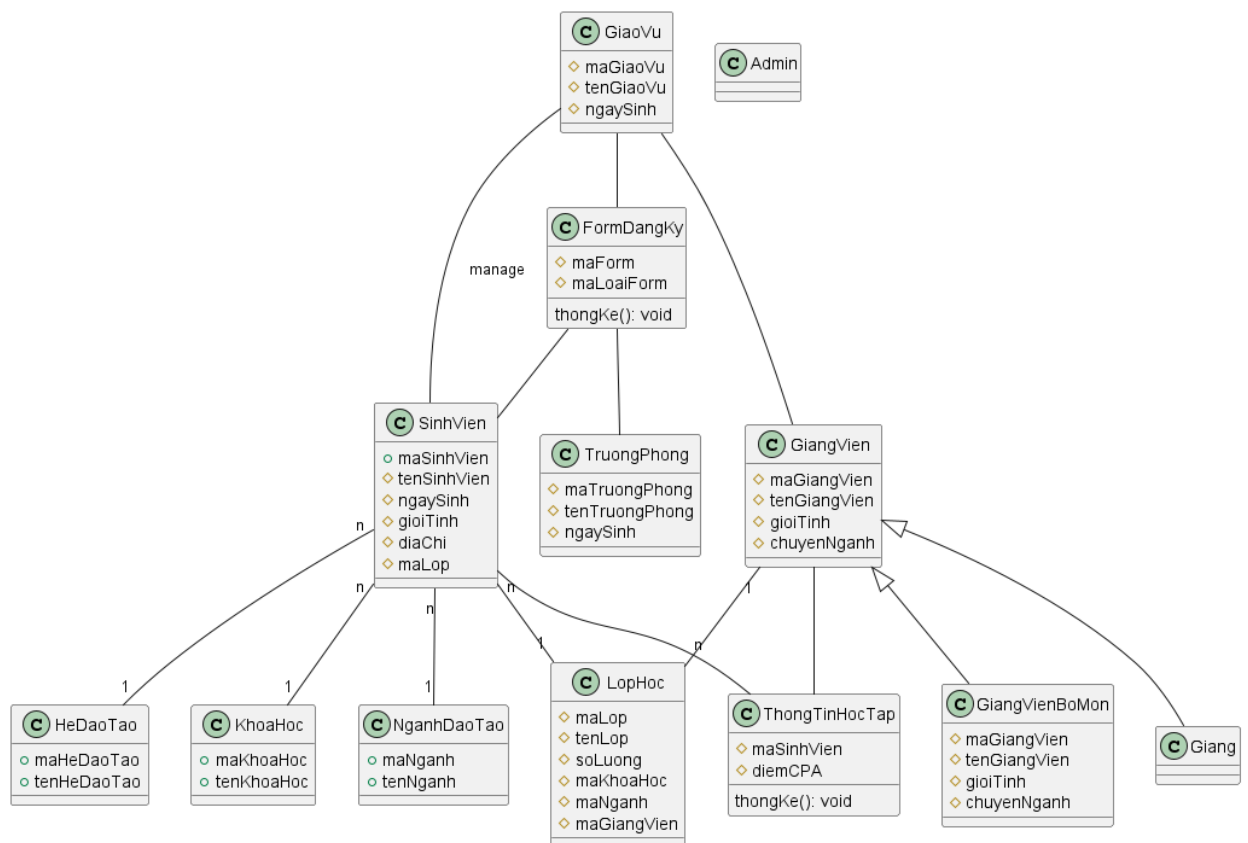 C GiaoVu
maGiaoVu
tenGiaoVu
ngaySinh
C Admin
manage
C FormDangKy
maForm
maLoaiForm
thongKe(): void
C SinhVien
maSinhVien
tenSinhVien
ngaySinh
gioiTinh
diaChi
maLop
C TruongPhong
maTruongPhong
tenTruongPhong
ngaySinh
C GiangVien
maGiangVien
tenGiangVien
gioiTinh
chuyenNganh
n
n
n
n
1
1
1
1
1
n
C HeDaoTao
maHeDaoTao
tenHeDaoTao
C KhoaHoc
maKhoaHoc
tenKhoaHoc
C NganhDaoTao
maNganh
tenNganh
C LopHoc
maLop
tenLop
soLuong
maKhoaHoc
maNganh
maGiangVien
C ThongTinHocTap
maSinhVien
diemCPA
thongKe(): void
C GiangVienBoMon
maGiangVien
tenGiangVien
gioiTinh
chuyenNganh
C Giang